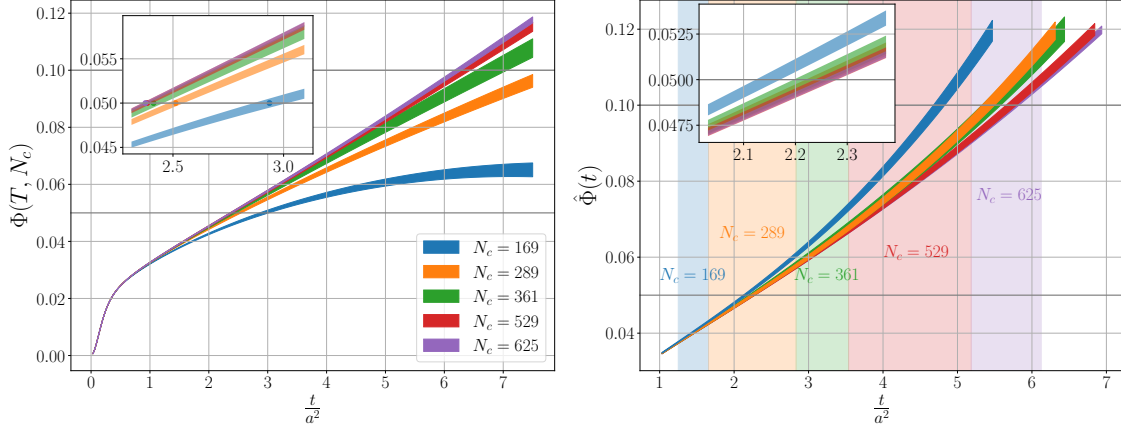 Φ(T, N_c)
0.12
0.10
0.08
0.06
0.04
0.02
0.00
0.055
0.050
0.045
2.5 3.0
N_c = 169
N_c = 289
N_c = 361
N_c = 529
N_c = 625
0 1 2 3 4 5 6 7
t/a²
Φ̂(t)
0.12
0.10
0.08
0.06
0.04
0.0525
0.0500
0.0475
2.1 2.2 2.3
N_c = 625
N_c = 289
N_c = 529
N_c = 169
N_c = 361
1 2 3 4 5 6 7
t/a²